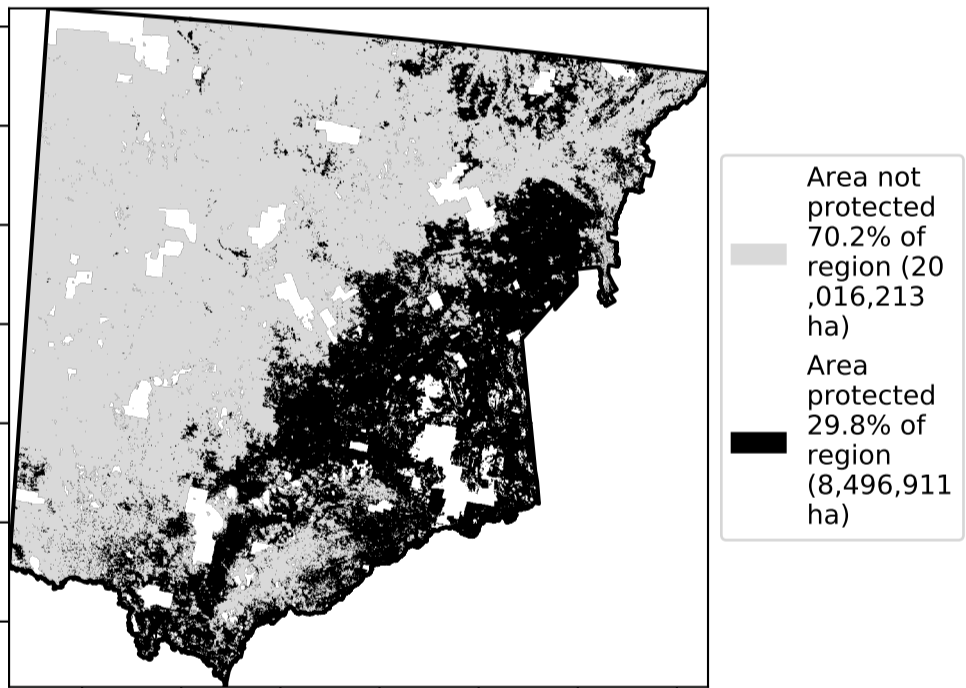 Area not
protected
70.2% of
region (20
,016,213
ha)
Area
protected
29.8% of
region
(8,496,911
ha)